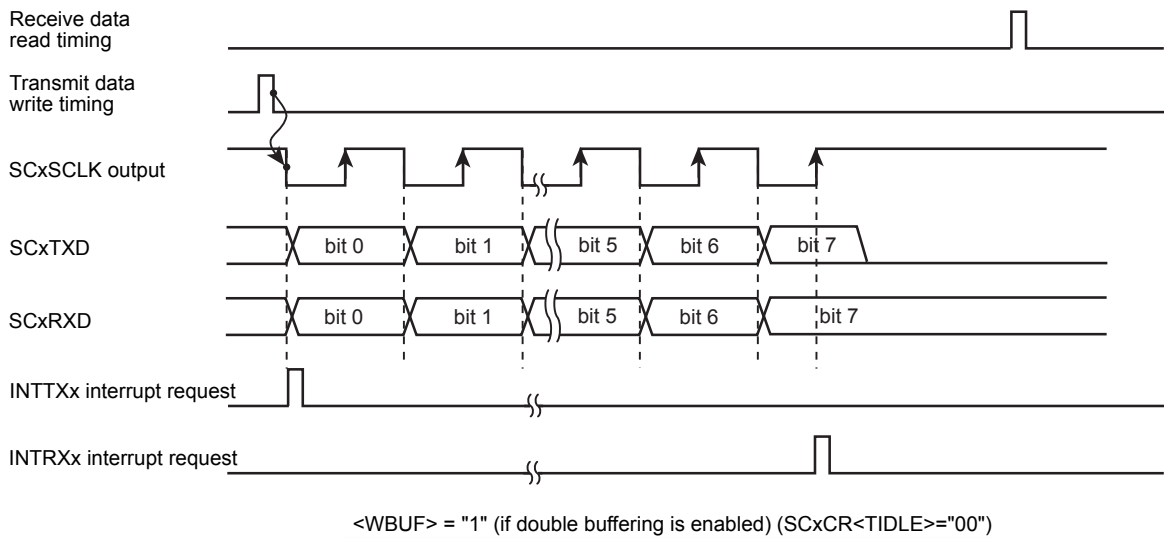 Receive data
read timing
Transmit data
write timing
SCxSCLK output
SCxTXD
bit 0
bit 1
bit 5
bit 6
bit 7
SCxRXD
bit 0
bit 1
bit 5
bit 6
bit 7
INTTXx interrupt request
INTRXx interrupt request
<WBUF> = "1" (if double buffering is enabled) (SCxCR<TIDLE>="00")